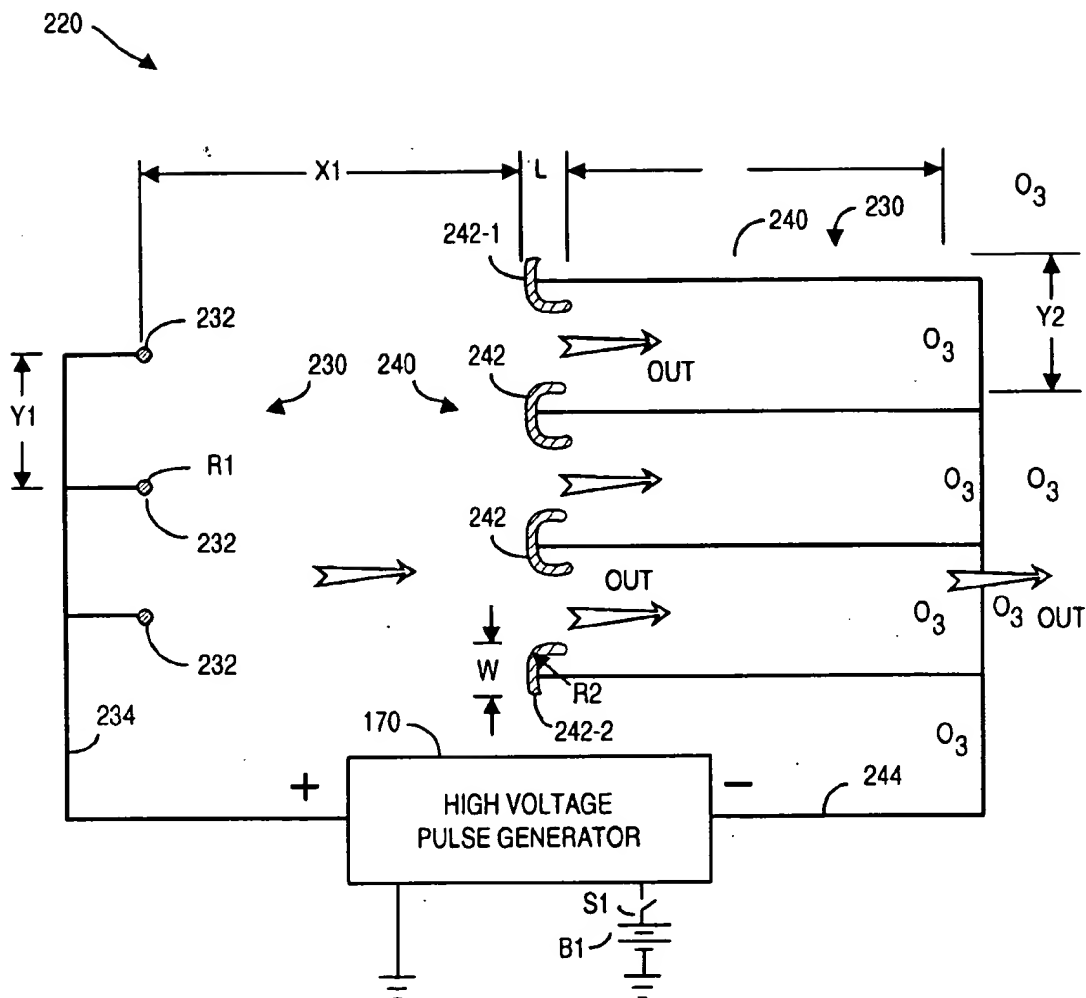 220
X1
L
O3
240
230
242-1
Y2
232
O3
OUT
Y1
230
240
242
R1
O3
O3
232
242
OUT
O3
O3 OUT
232
W
R2
234
170
242-2
O3
+
−
244
HIGH VOLTAGE
PULSE GENERATOR
S1
B1